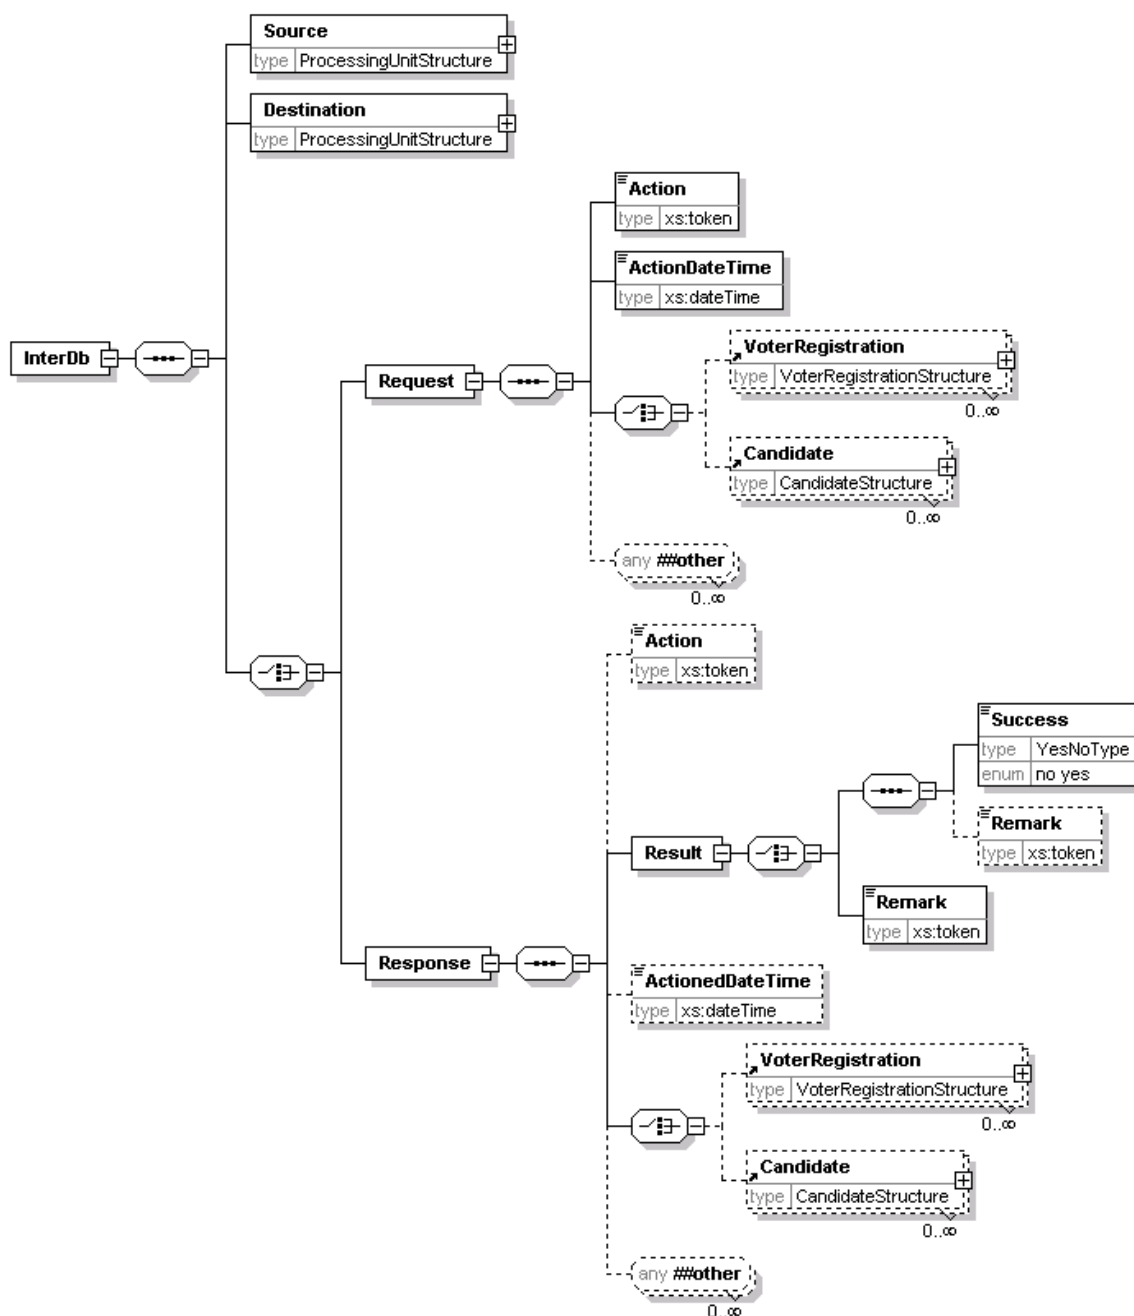 Source
type ProcessingUnitStructure
Destination
type ProcessingUnitStructure
Action
type xs:token
ActionDateTime
type xs:dateTime
InterDb
Request
VoterRegistration
type VoterRegistrationStructure
0..∞
Candidate
type CandidateStructure
0..∞
any ##other
0..∞
Action
type xs:token
Success
type YesNoType
enum no yes
Remark
type xs:token
Result
Remark
type xs:token
Response
ActionedDateTime
type xs:dateTime
VoterRegistration
type VoterRegistrationStructure
0..∞
Candidate
type CandidateStructure
0..∞
any ##other
0..∞